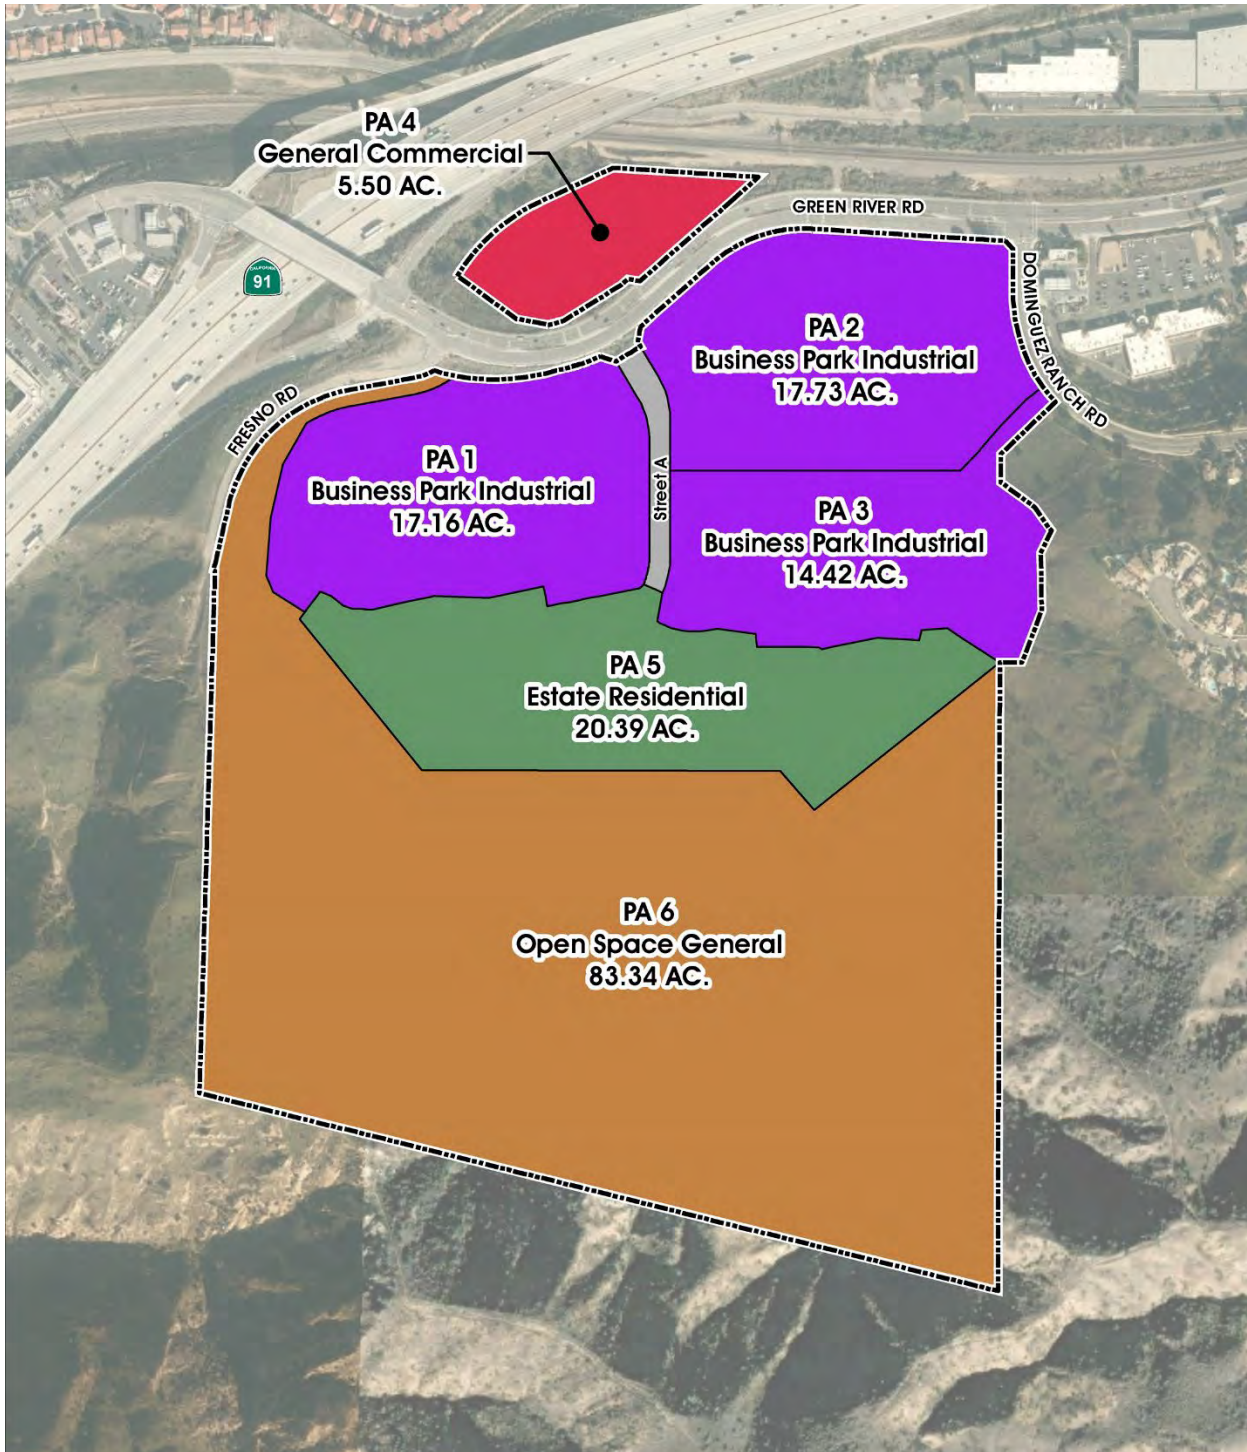 PA 4
General Commercial
5.50 AC.
GREEN RIVER RD
CALIFORNIA
91
DOMINGUEZ RANCH RD
PA 2
Business Park Industrial
17.73 AC.
FRESNO RD
PA 1
Business Park Industrial
17.16 AC.
Street A
PA 3
Business Park Industrial
14.42 AC.
PA 5
Estate Residential
20.39 AC.
PA 6
Open Space General
83.34 AC.